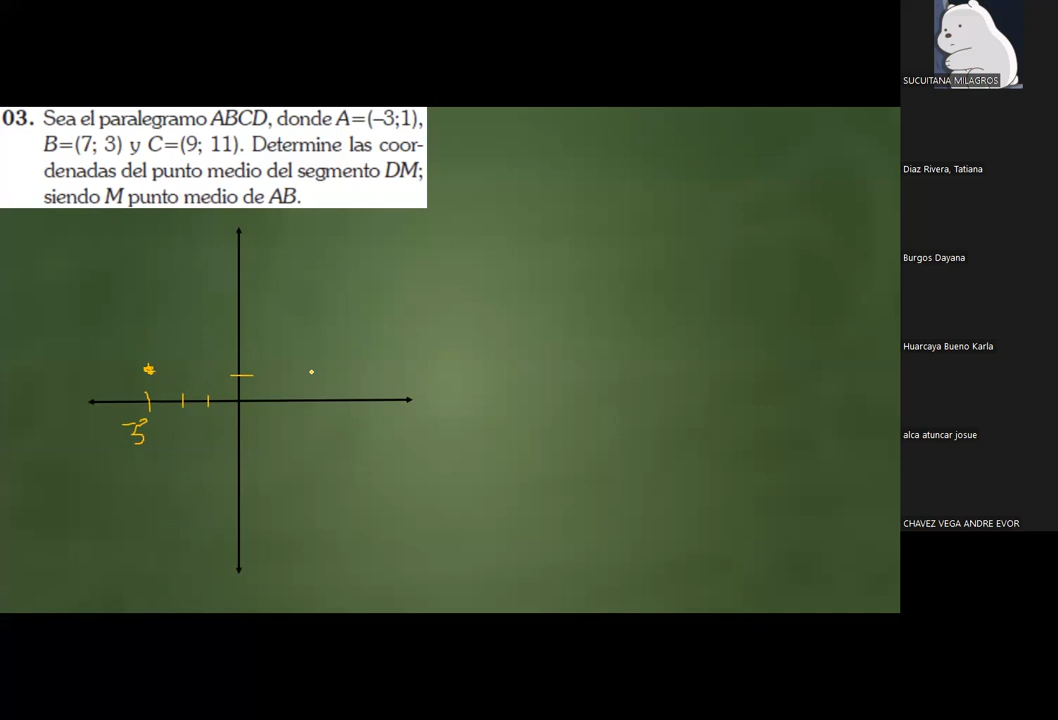 03. Sea el paralegramo ABCD, donde A=(–3;1),
B=(7; 3) y C=(9; 11). Determine las coor-
denadas del punto medio del segmento DM;
siendo M punto medio de AB.
-3
SUCUITANA MILAGROS
Diaz Rivera, Tatiana
Burgos Dayana
Huarcaya Bueno Karla
alca atuncar josue
CHAVEZ VEGA ANDRE EVOR